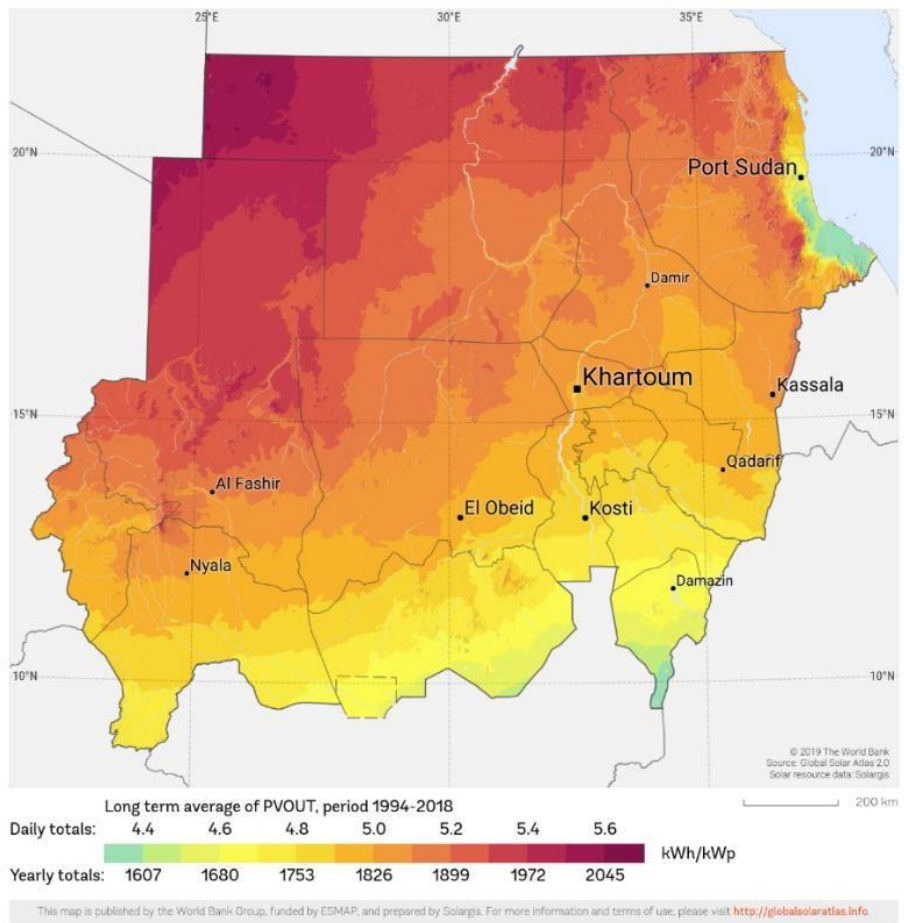 25°E 30°E 35°E
20°N 20°N
Port Sudan
Damir
Khartoum
Kassala
15°N 15°N
Qadarif
Al Fashir
El Obeid Kosti
Nyala
Damazin
10°N 10°N
© 2019 The World Bank
Source: Global Solar Atlas 2.0
Solar resource data: Solargis
200 km
Long term average of PVOUT, period 1994-2018
Daily totals: 4.4 4.6 4.8 5.0 5.2 5.4 5.6
kWh/kWp
Yearly totals: 1607 1680 1753 1826 1899 1972 2045
This map is published by the World Bank Group, funded by ESMAP, and prepared by Solargis. For more information and terms of use, please visit http://globalsolaratlas.info.